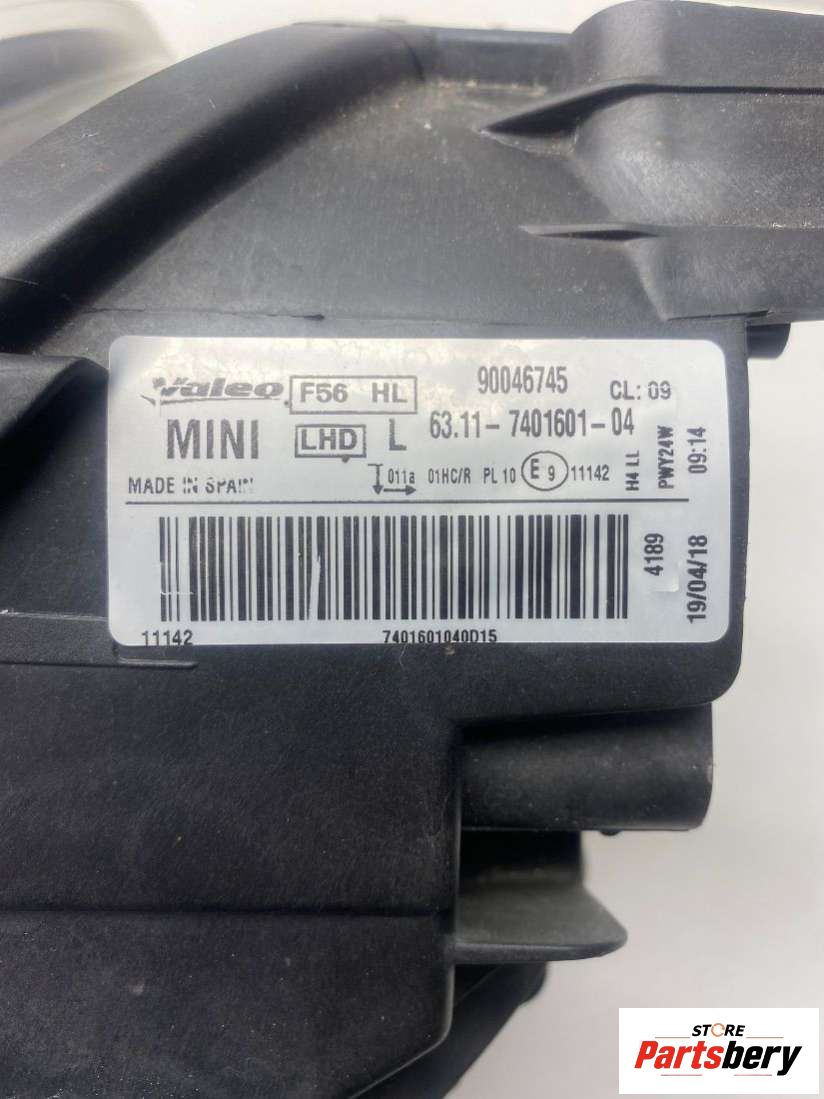 Valeo F56 HL 90046745 CL: 09
MINI LHD L 63.11-7401601-04
MADE IN SPAIN 011a 01HC/R PL 10 E 9 11142
H4 LL
PWY24W
09:14
4189
19/04/18
11142 7401601040D15
STORE
Partsbery